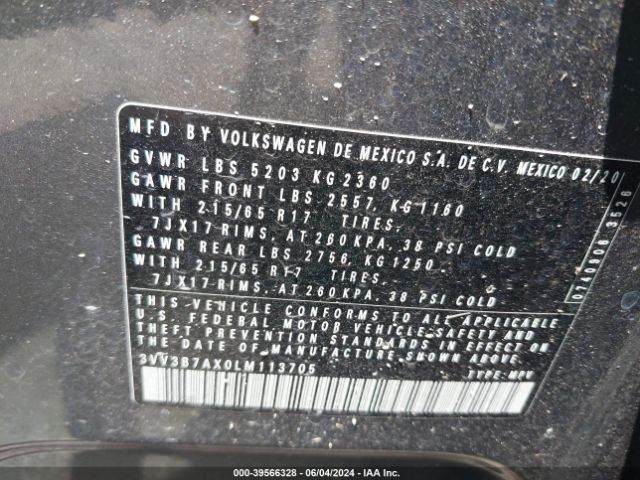 MFD BY VOLKSWAGEN DE MEXICO S.A. DE C.V. MEXICO 02/20
GVWR LBS 5203 KG 2360
GAWR FRONT LBS 2557, KG 1160
WITH 215/65 R17 TIRES.
7JX17 RIMS, AT 260 KPA, 38 PSI COLD
GAWR REAR LBS 2756, KG 1250
WITH 215/65 R17 TIRES.
7JX17 RIMS, AT 260 KPA, 38 PSI COLD
THIS VEHICLE CONFORMS TO ALL APPLICABLE
U.S. FEDERAL MOTOR VEHICLE SAFETY AND
THEFT PREVENTION STANDARDS IN EFFECT ON
THE DATE OF MANUFACTURE SHOWN ABOVE.
3VV3B7AX0LM113705 TYPE: MPV
0740908 3526
000-39566328 | 06/04/2024 | IAA Inc.